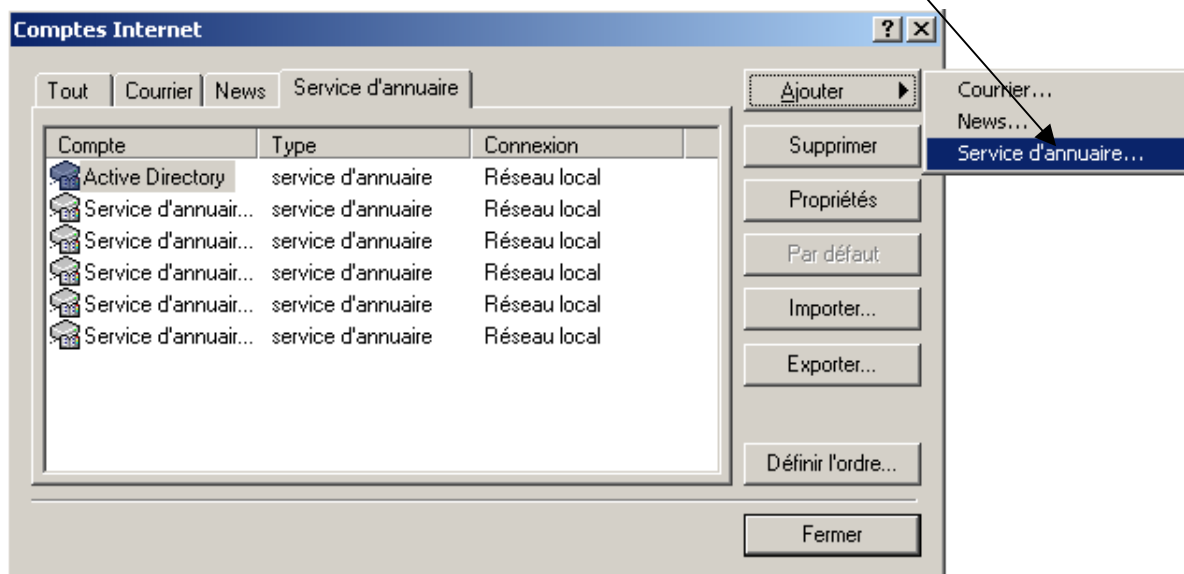 Comptes Internet
Tout Courrier News Service d'annuaire
Compte Type Connexion
Active Directory service d'annuaire Réseau local
Service d'annuair... service d'annuaire Réseau local
Service d'annuair... service d'annuaire Réseau local
Service d'annuair... service d'annuaire Réseau local
Service d'annuair... service d'annuaire Réseau local
Service d'annuair... service d'annuaire Réseau local
Ajouter
Supprimer
Propriétés
Par défaut
Importer...
Exporter...
Définir l'ordre...
Fermer
Courrier...
News...
Service d'annuaire...